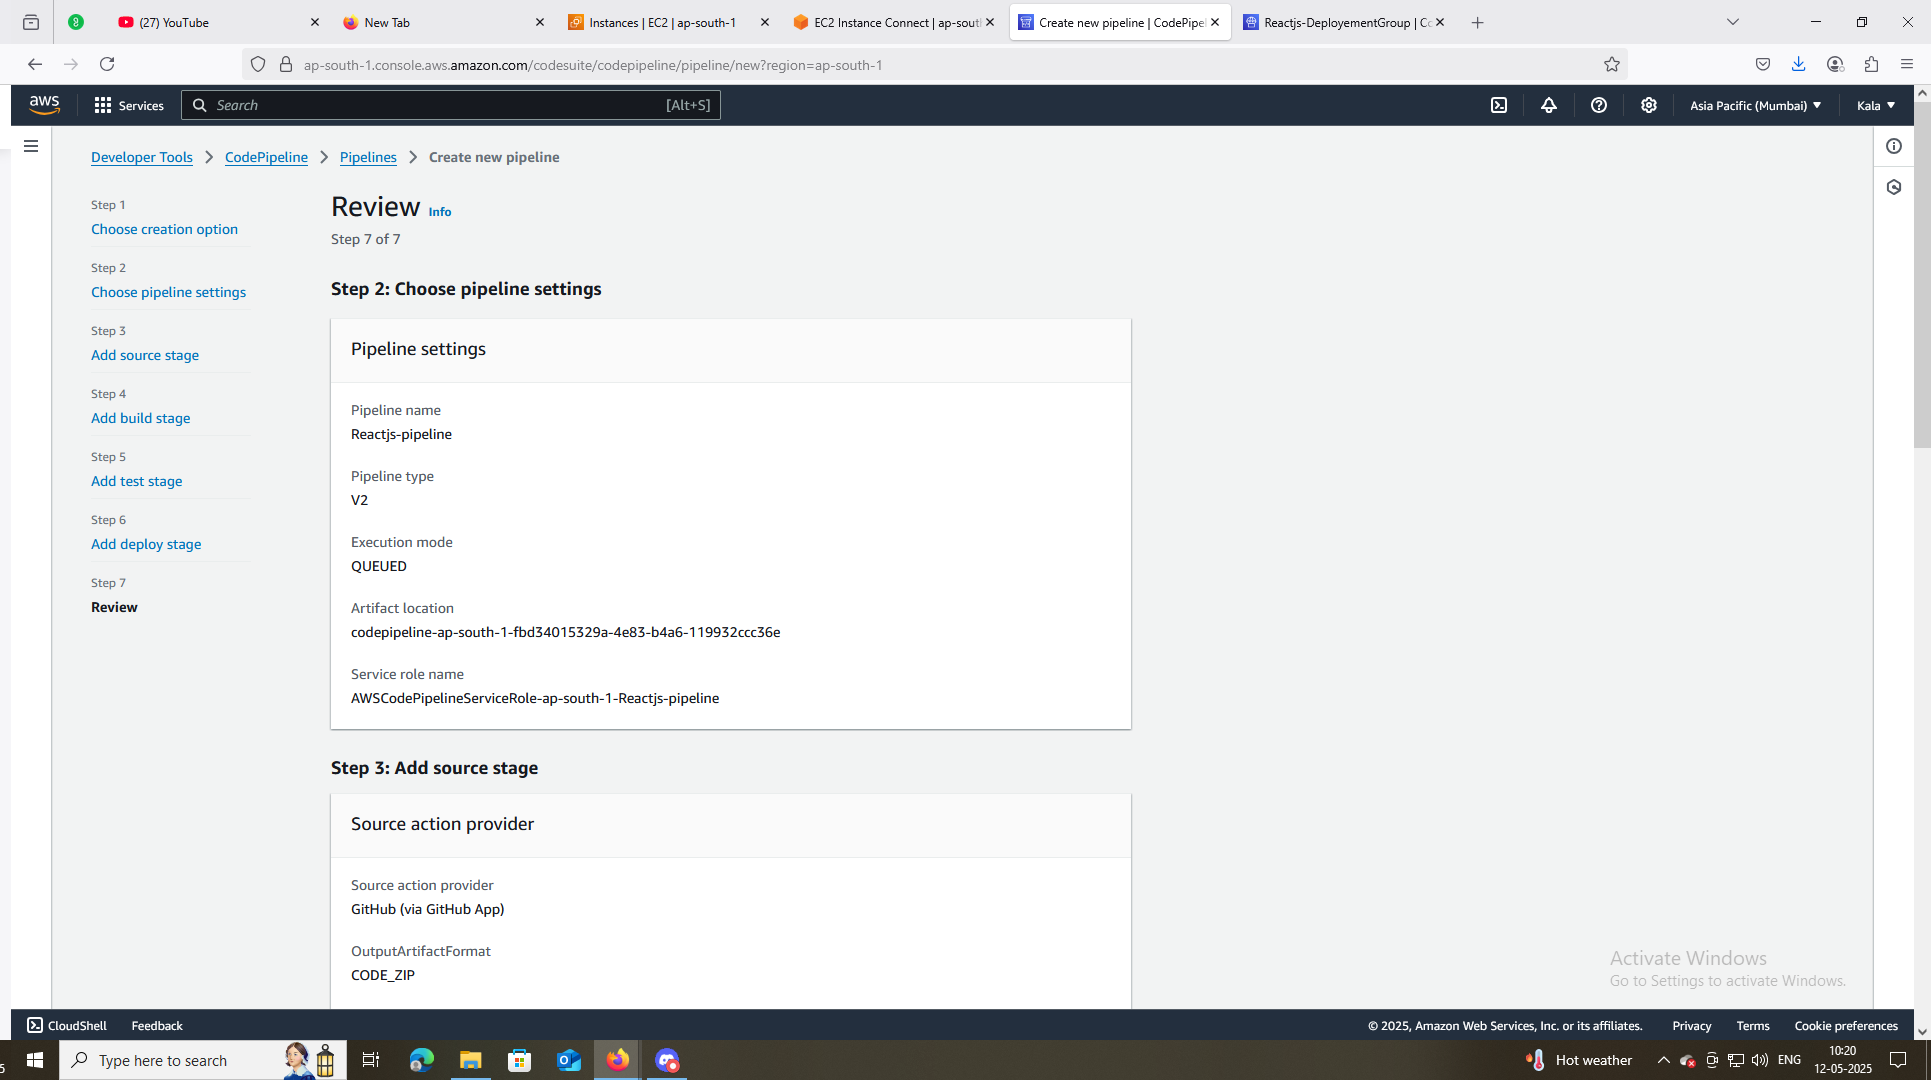 (27) YouTube
New Tab
Instances | EC2 | ap-south-1
EC2 Instance Connect | ap-sout
Create new pipeline | CodePipel
Reactjs-DeployementGroup | Co
ap-south-1.console.aws.amazon.com/codesuite/codepipeline/pipeline/new?region=ap-south-1
aws
Services
Search
[Alt+S]
Asia Pacific (Mumbai)
Kala
Developer Tools
CodePipeline
Pipelines
Create new pipeline
Step 1
Choose creation option
Step 2
Choose pipeline settings
Step 3
Add source stage
Step 4
Add build stage
Step 5
Add test stage
Step 6
Add deploy stage
Step 7
Review
Review Info
Step 7 of 7
Step 2: Choose pipeline settings
Pipeline settings
Pipeline name
Reactjs-pipeline
Pipeline type
V2
Execution mode
QUEUED
Artifact location
codepipeline-ap-south-1-fbd34015329a-4e83-b4a6-119932ccc36e
Service role name
AWSCodePipelineServiceRole-ap-south-1-Reactjs-pipeline
Step 3: Add source stage
Source action provider
Source action provider
GitHub (via GitHub App)
OutputArtifactFormat
CODE_ZIP
Activate Windows
Go to Settings to activate Windows.
CloudShell
Feedback
© 2025, Amazon Web Services, Inc. or its affiliates.
Privacy
Terms
Cookie preferences
Type here to search
Hot weather
ENG
10:20
12-05-2025